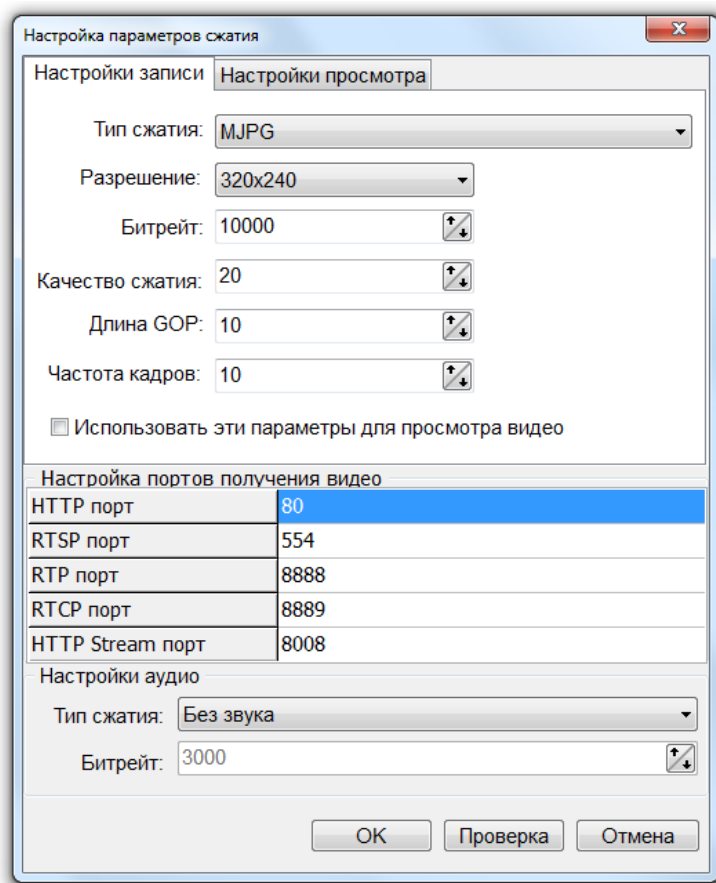 Настройка параметров сжатия
Настройки записи Настройки просмотра
Тип сжатия: MJPG
Разрешение: 320x240
Битрейт: 10000
Качество сжатия: 20
Длина GOP: 10
Частота кадров: 10
Использовать эти параметры для просмотра видео
Настройка портов получения видео
HTTP порт 80
RTSP порт 554
RTP порт 8888
RTCP порт 8889
HTTP Stream порт 8008
Настройки аудио
Тип сжатия: Без звука
Битрейт: 3000
OK Проверка Отмена